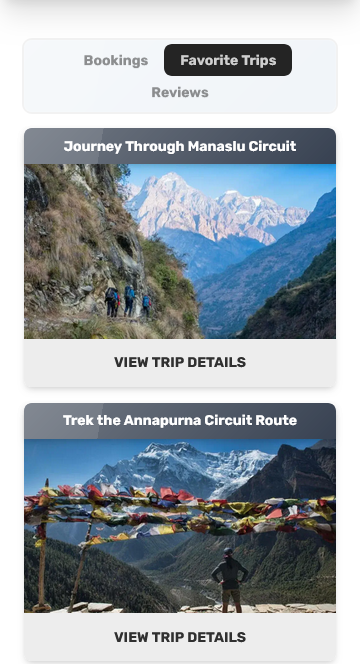 Bookings Favorite Trips
Reviews
Journey Through Manaslu Circuit
VIEW TRIP DETAILS
Trek the Annapurna Circuit Route
VIEW TRIP DETAILS